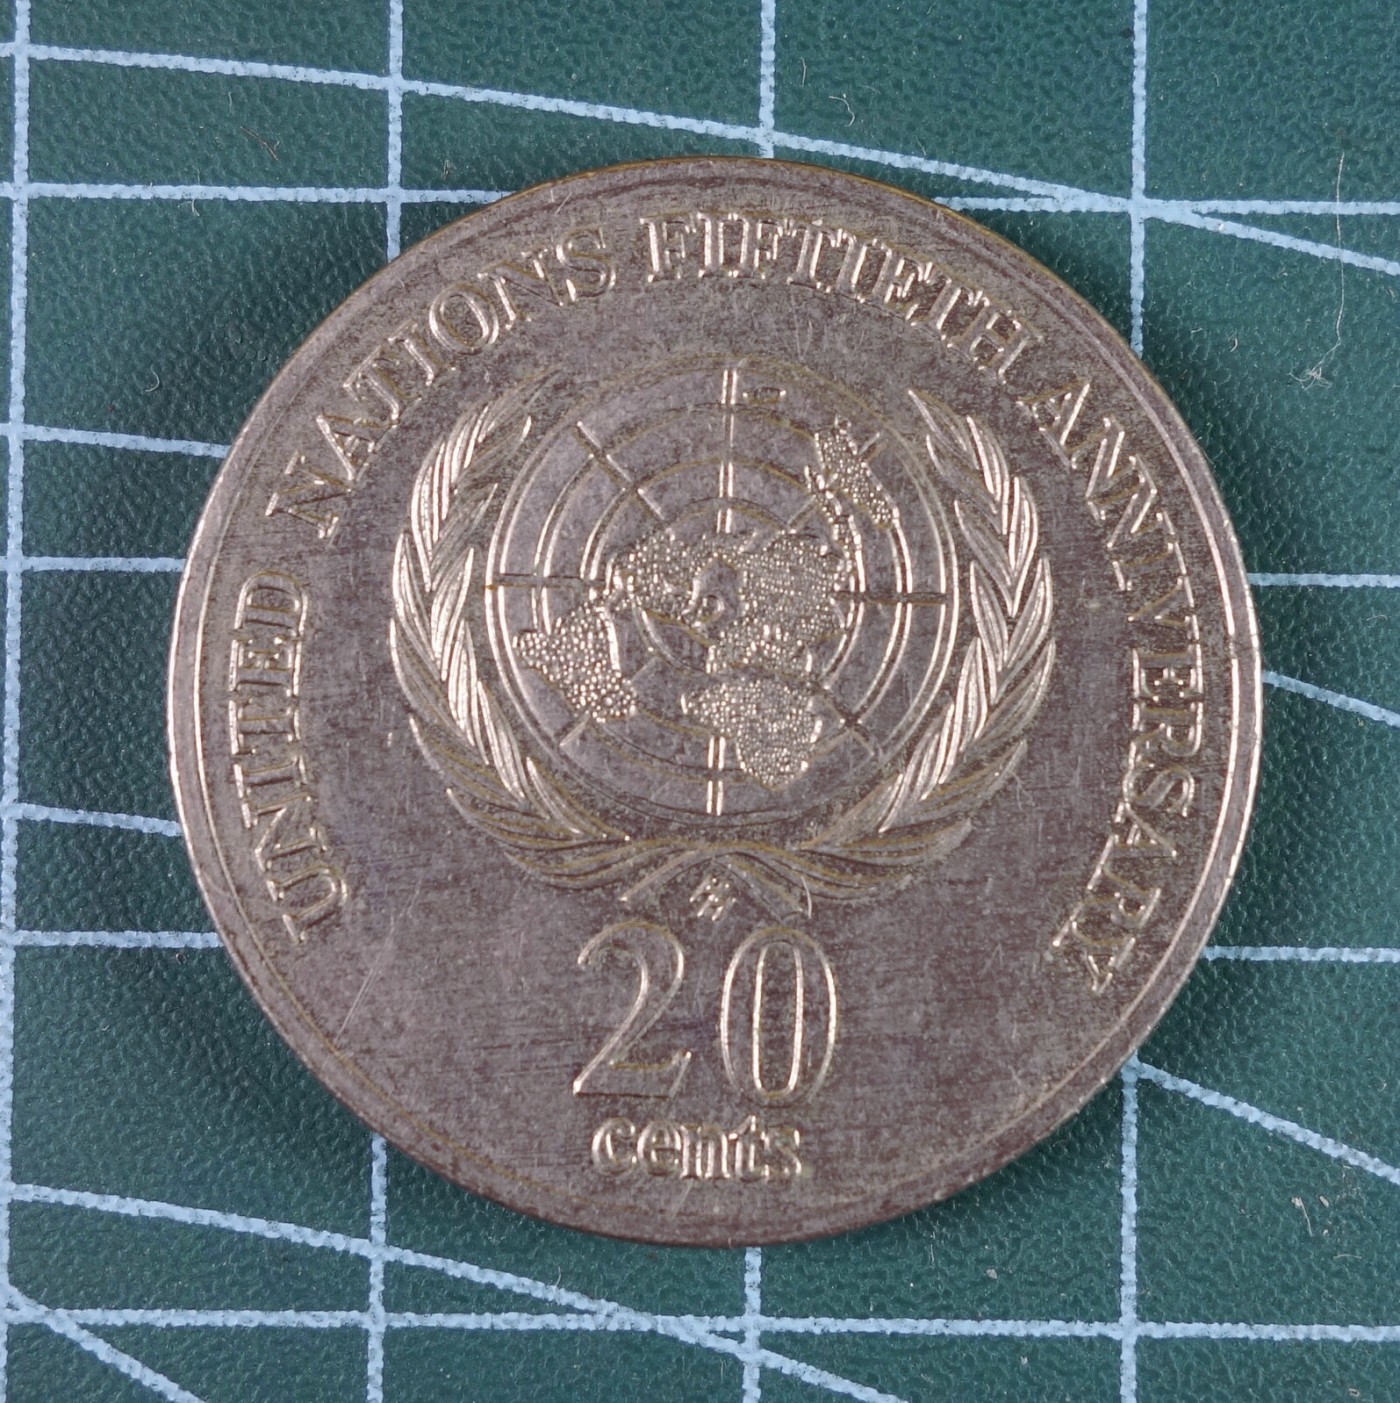 UNITED NATIONS FIFTIETH ANNIVERSARY
20
cents